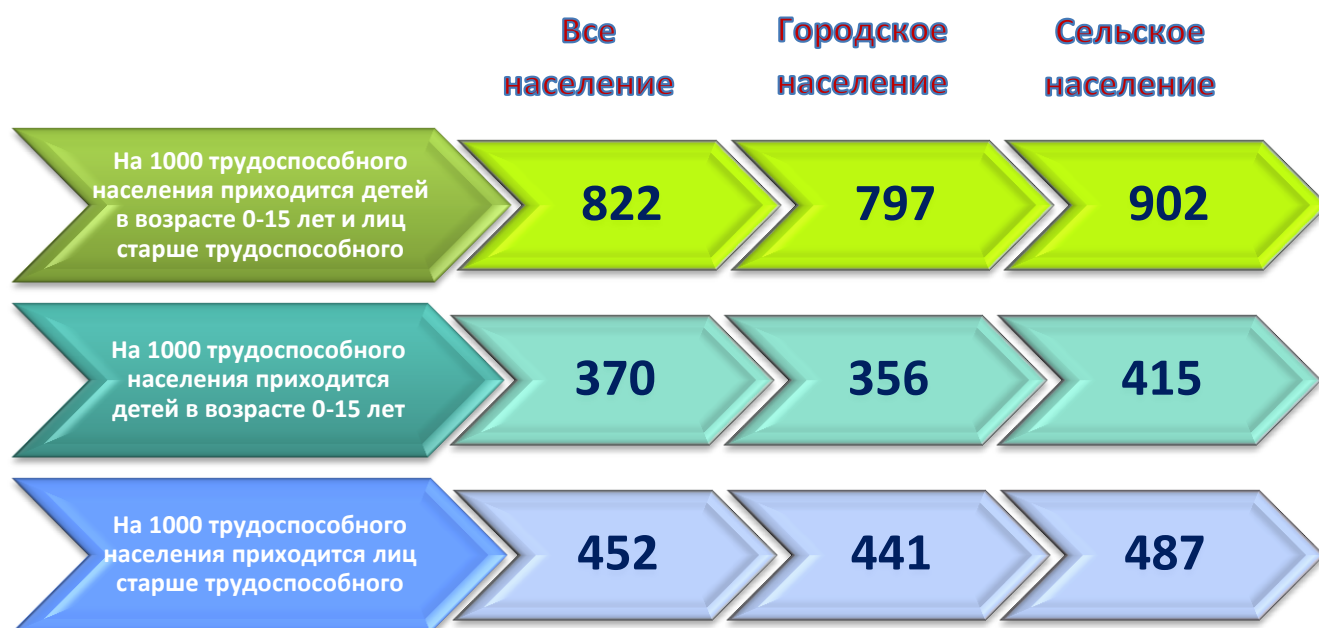 Все
население
Городское
население
Сельское
население
На 1000 трудоспособного
населения приходится детей
в возрасте 0-15 лет и лиц
старше трудоспособного
822
797
902
На 1000 трудоспособного
населения приходится
детей в возрасте 0-15 лет
370
356
415
На 1000 трудоспособного
населения приходится лиц
старше трудоспособного
452
441
487